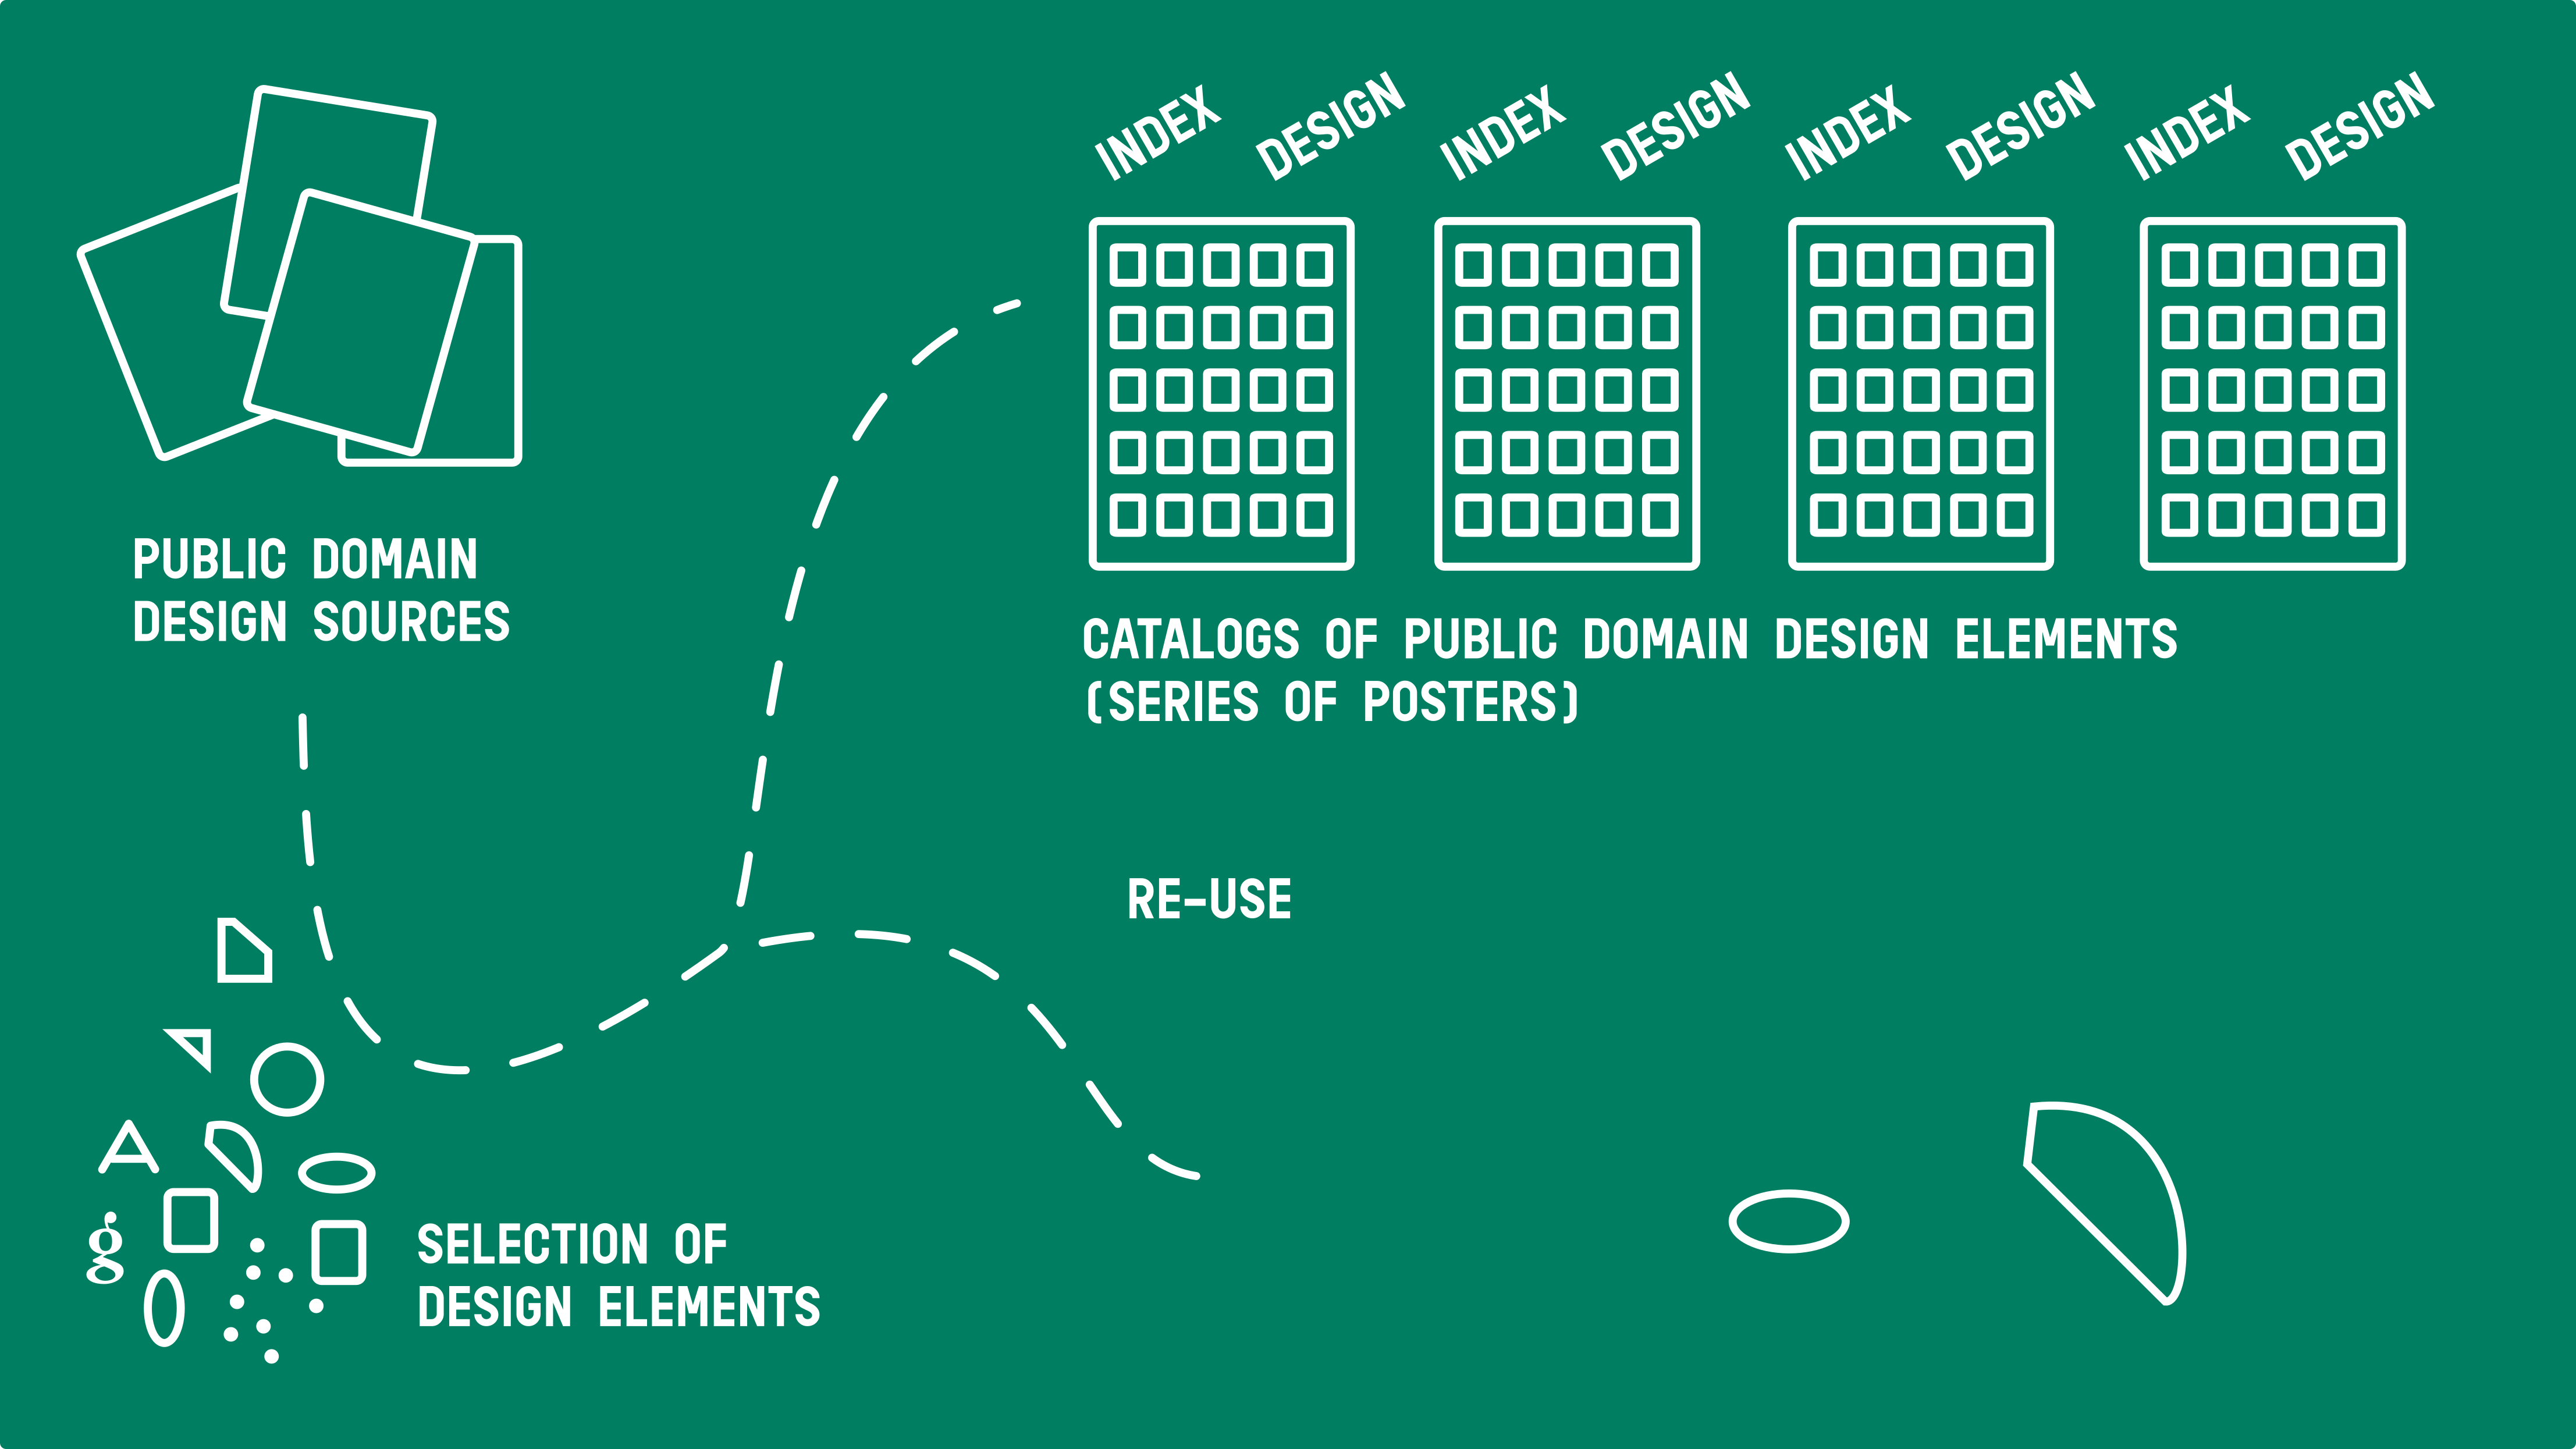 INDEX DESIGN INDEX DESIGN INDEX DESIGN INDEX DESIGN
PUBLIC DOMAIN
DESIGN SOURCES
CATALOGS OF PUBLIC DOMAIN DESIGN ELEMENTS
(SERIES OF POSTERS)
RE-USE
A
g
SELECTION OF
DESIGN ELEMENTS